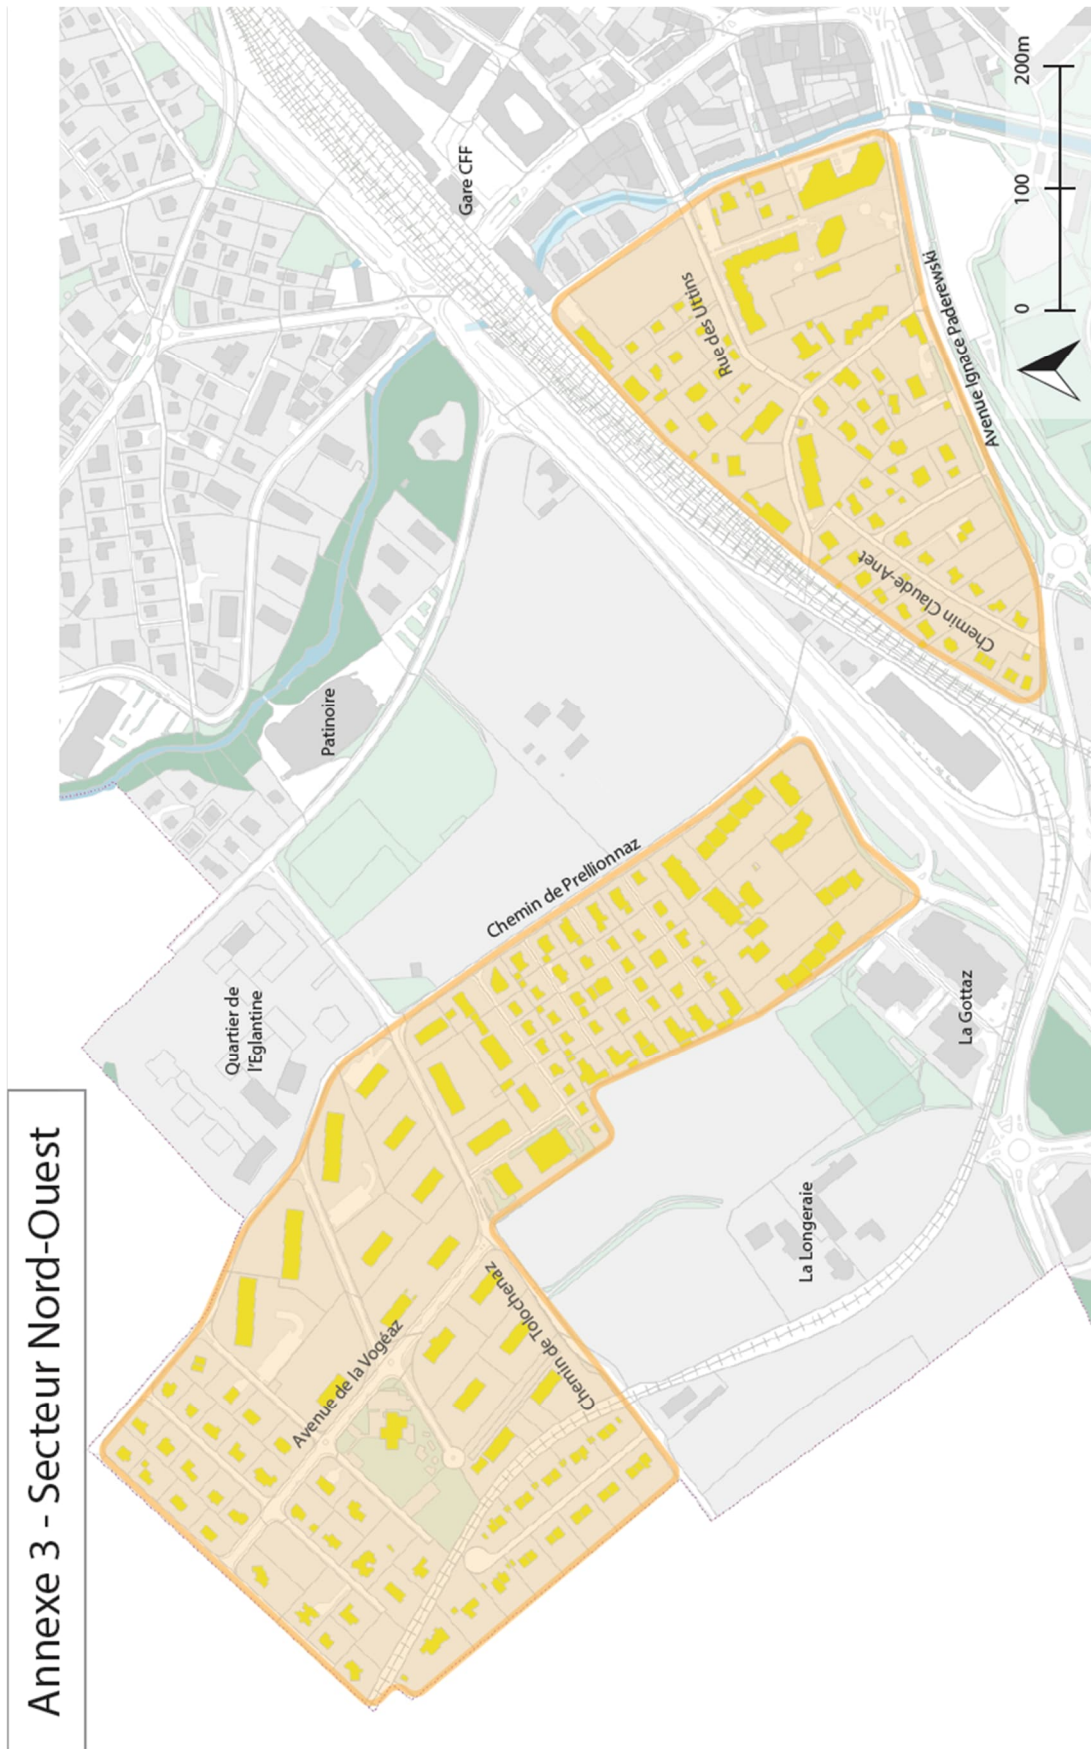 Annexe 3 - Secteur Nord-Ouest
Avenue de la Vogéaz
Chemin de Tolochenaz
Quartier de
l'Eglantine
La Longeraie
Chemin de Prellionnaz
La Gottaz
Patinoire
Chemin Claude-Anet
Rue des Uttins
Avenue Ignace Paderewski
Gare CFF
0
100
200m